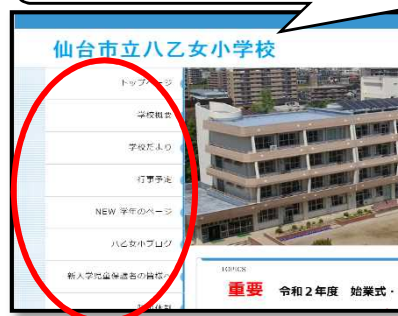 仙台市立八乙女小学校
トップページ
学校概要
学校だより
行事予定
NEW 学年のページ
八乙女小ブログ
新入学児童保護者の皆様へ
TOPICS
重要 令和2年度 始業式・